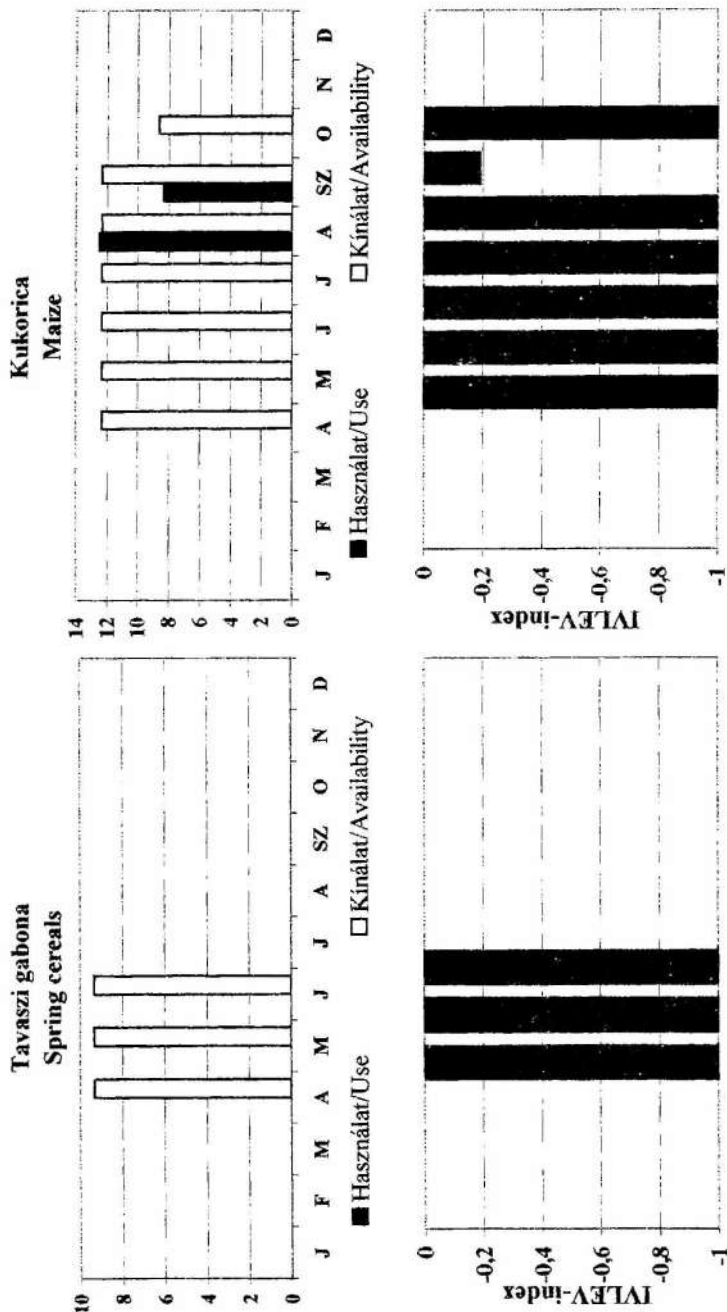 Tavaszi gabona
Spring cereals
10
8
6
4
2
0
J F M A M J J A SZ O N D
■ Használat/Use □ Kínálat/Availability
IVLEV-index
0
-0,2
-0,4
-0,6
-0,8
-1
Kukorica
Maize
14
12
10
8
6
4
2
0
J F M A M J J A SZ O N D
■ Használat/Use □ Kínálat/Availability
IVLEV-index
0
-0,2
-0,4
-0,6
-0,8
-1